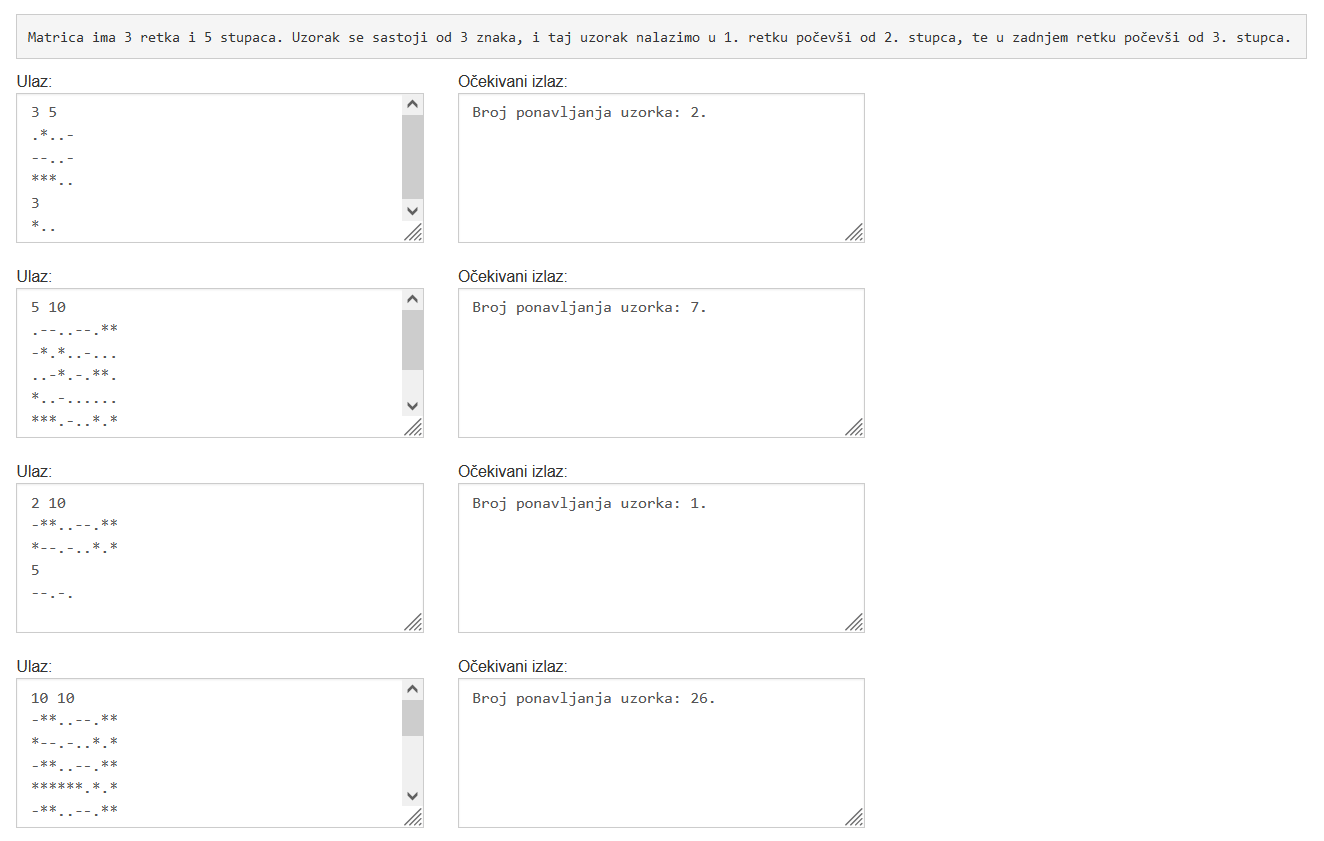 Matrica ima 3 retka i 5 stupaca. Uzorak se sastoji od 3 znaka, i taj uzorak nalazimo u 1. retku počevši od 2. stupca, te u zadnjem retku počevši od 3. stupca.
Ulaz:
Očekivani izlaz:
3 5
.*..-
--..-
***..
3
*..
Broj ponavljanja uzorka: 2.
Ulaz:
Očekivani izlaz:
5 10
.--..--.**
-*.*..-...
..-*.-.**.
*..-......
***.-..*.*
Broj ponavljanja uzorka: 7.
Ulaz:
Očekivani izlaz:
2 10
-**..--.**
*--.-..*.*
5
--.-.
Broj ponavljanja uzorka: 1.
Ulaz:
Očekivani izlaz:
10 10
-**..--.**
*--.-..*.*
-**..--.**
******.*.*
-**..--.**
Broj ponavljanja uzorka: 26.